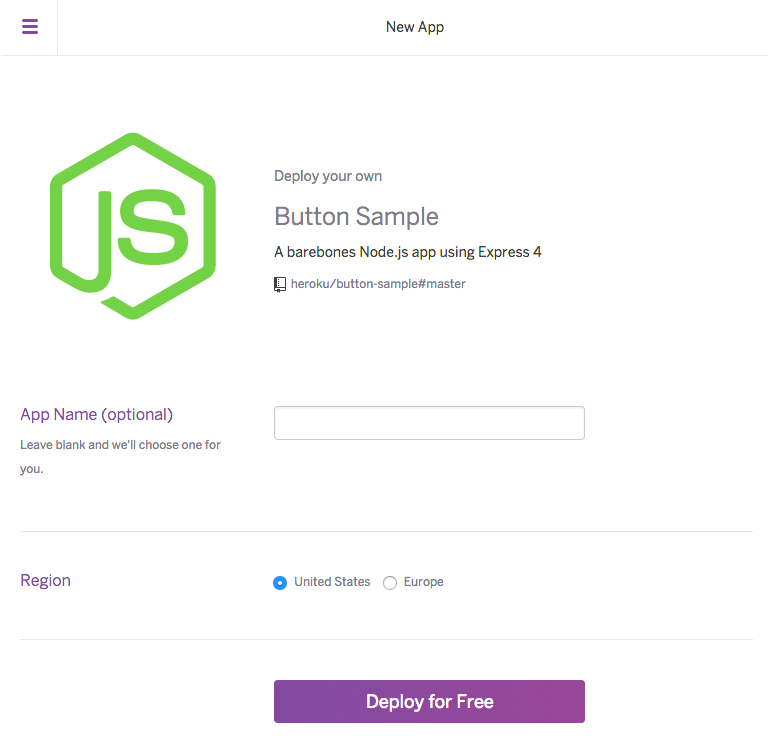 New App
JS
Deploy your own
Button Sample
A barebones Node.js app using Express 4
heroku/button-sample#master
App Name (optional)
Leave blank and we'll choose one for
you.
Region
United States
Europe
Deploy for Free